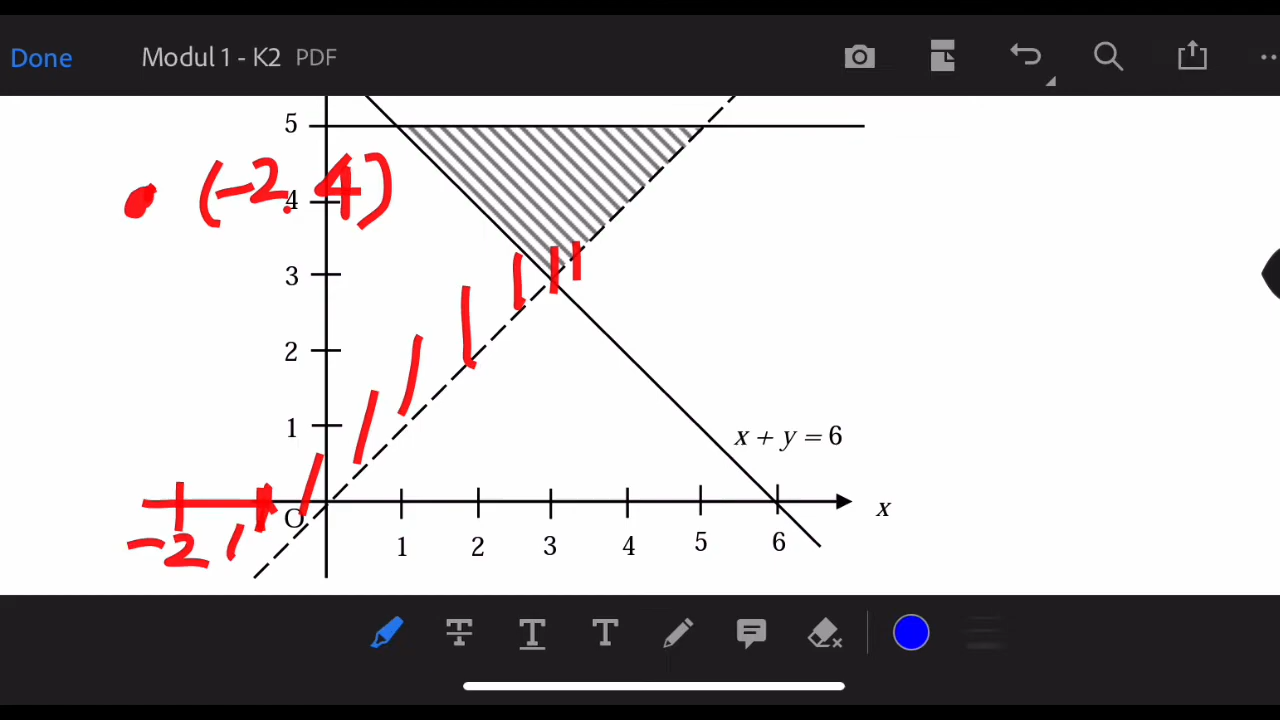 Done Modul 1 - K2 PDF
5
(-2, 4)
4
3
2
1
x + y = 6
O
x
-2
1 2 3 4 5 6
T T T